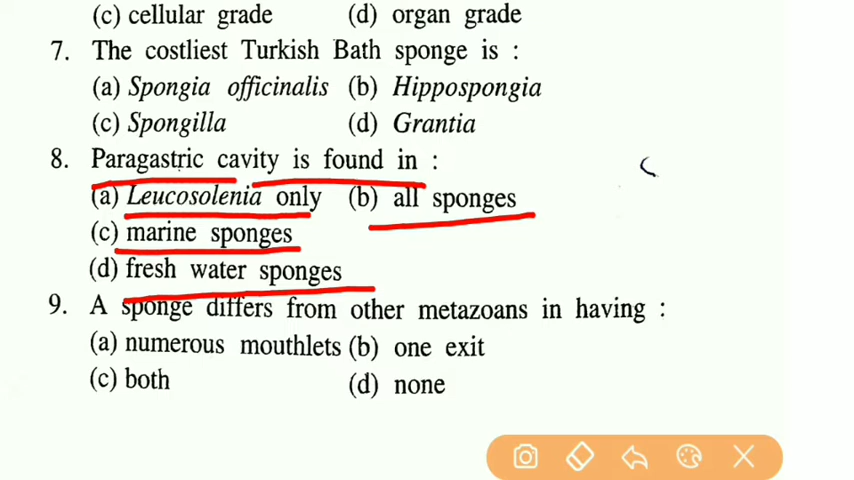 (c) cellular grade (d) organ grade
7. The costliest Turkish Bath sponge is :
(a) Spongia officinalis (b) Hippospongia
(c) Spongilla (d) Grantia
8. Paragastric cavity is found in :
(a) Leucosolenia only (b) all sponges
(c) marine sponges
(d) fresh water sponges
9. A sponge differs from other metazoans in having :
(a) numerous mouthlets (b) one exit
(c) both (d) none